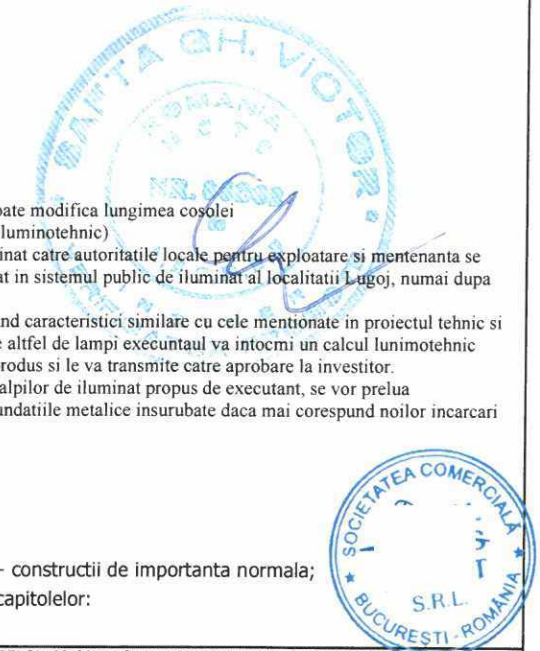 SANTA GH. VICTOR
ROMANIA
M C T C
oate modifica lungimea cosolei
luminotehnic)
inat catre autoritatile locale pentru exploatare si mentenanta se
at in sistemul public de iluminat al localitatii Lugoj, numai dupa
nd caracteristici similare cu cele mentionate in proiectul tehnic si
e altfel de lampi executaul va intocmi un calcul lunimotehnic
rodus si le va transmite catre aprobare la investitor.
alpilor de iluminat propus de executant, se vor prelua
undatiile metalice insurubate daca mai corespund noilor incarcari
SOCIETATEA COMERCIALĂ
S.R.L.
BUCUREȘTI - ROMÂNIA
- constructii de importanta normala;
capitolelor: